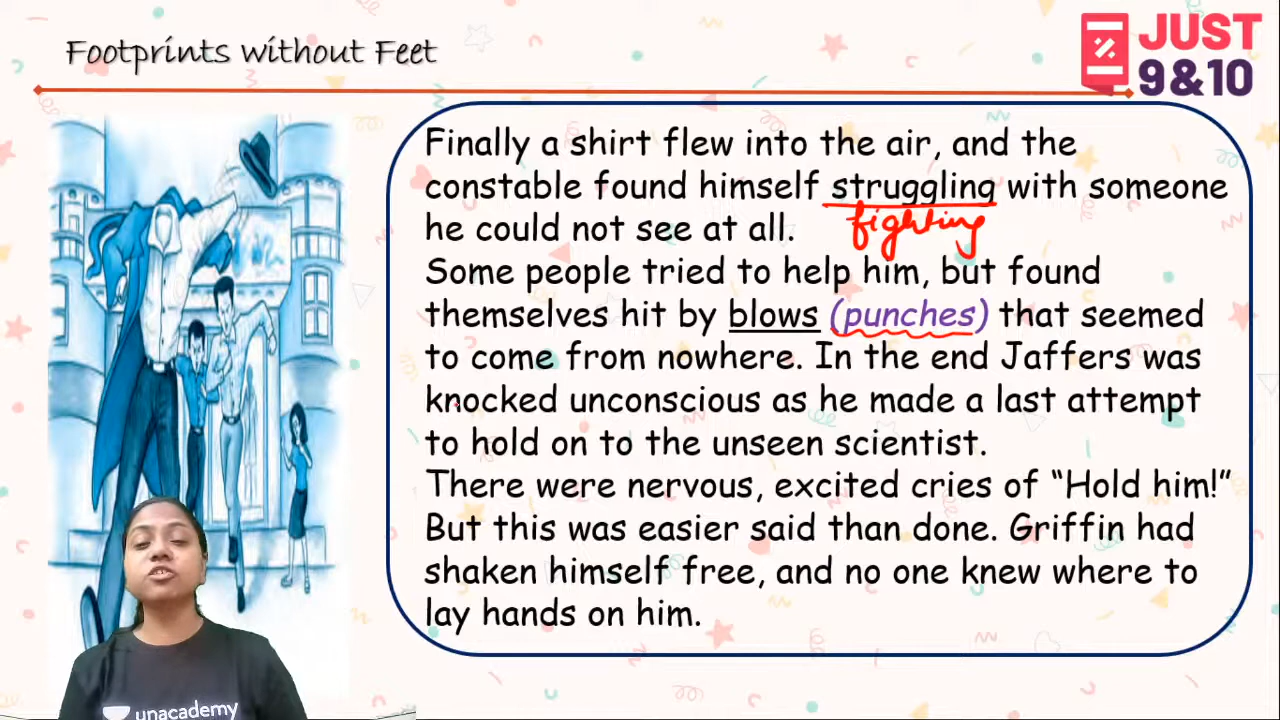 Footprints without Feet
JUST
9&10
Finally a shirt flew into the air, and the
constable found himself struggling with someone
he could not see at all.
fighting
Some people tried to help him, but found
themselves hit by blows (punches) that seemed
to come from nowhere. In the end Jaffers was
knocked unconscious as he made a last attempt
to hold on to the unseen scientist.
There were nervous, excited cries of “Hold him!”
But this was easier said than done. Griffin had
shaken himself free, and no one knew where to
lay hands on him.
unacademy